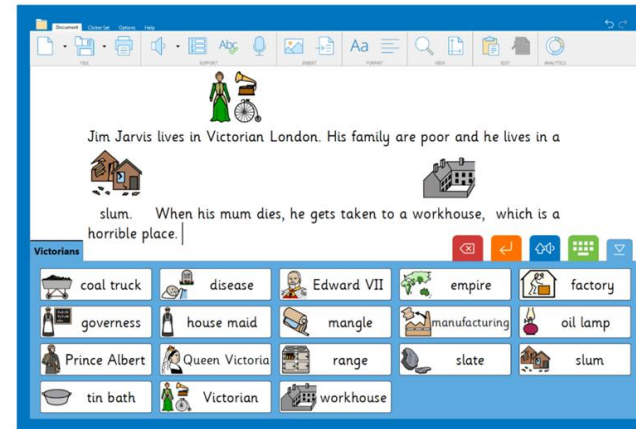 Document Clicker Set Options Help
Abc Aa
FILE SUPPORT INSERT FORMAT VIEW EDIT ANALYTICS
Jim Jarvis lives in Victorian London. His family are poor and he lives in a
slum. When his mum dies, he gets taken to a workhouse, which is a
horrible place.
Victorians
coal truck disease Edward VII empire factory
governess house maid mangle manufacturing oil lamp
Prince Albert Queen Victoria range slate slum
tin bath Victorian workhouse